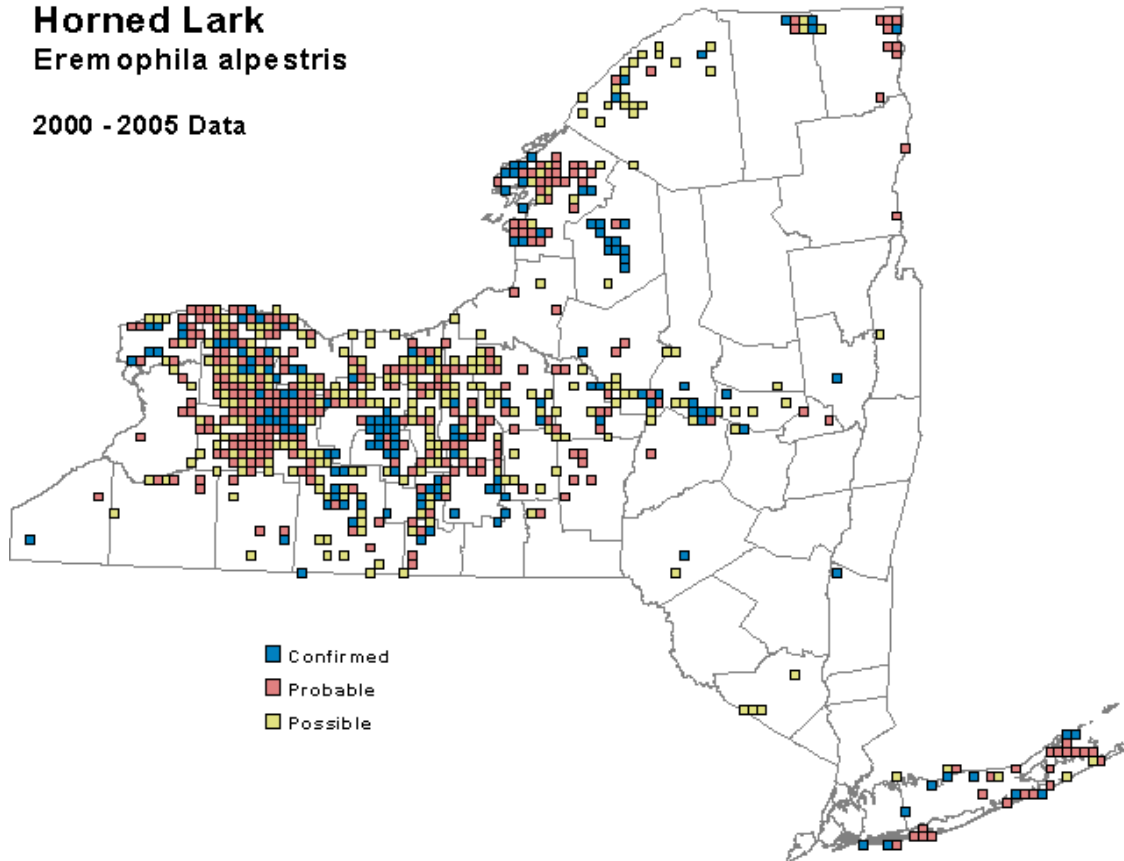 Horned Lark
Eremophila alpestris
2000 - 2005 Data
Confirmed
Probable
Possible